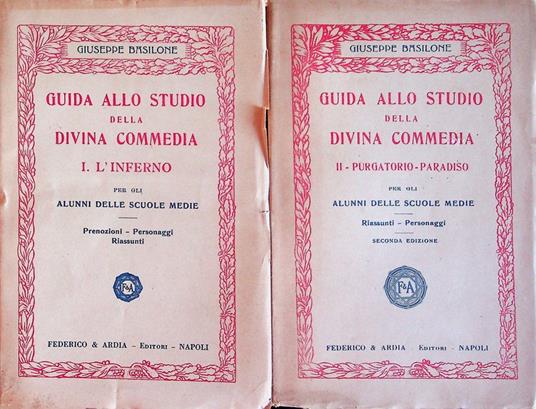 GIUSEPPE BASILONE
GUIDA ALLO STUDIO
DELLA
DIVINA COMMEDIA
I. L'INFERNO
PER GLI
ALUNNI DELLE SCUOLE MEDIE
Prenozioni - Personaggi
Riassunti
F&A
FEDERICO & ARDIA - EDITORI - NAPOLI
GIUSEPPE BASILONE
GUIDA ALLO STUDIO
DELLA
DIVINA COMMEDIA
II - PURGATORIO - PARADISO
PER GLI
ALUNNI DELLE SCUOLE MEDIE
Riassunti - Personaggi
SECONDA EDIZIONE
F&A
FEDERICO & ARDIA - EDITORI - NAPOLI